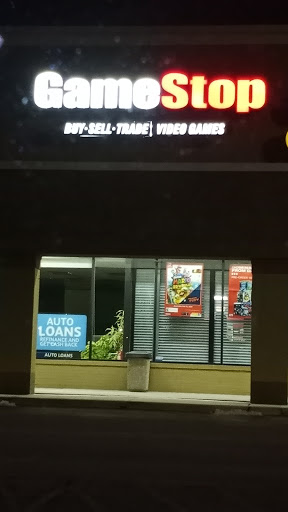 GameStop
BUY·SELL·TRADE VIDEO GAMES
AUTO
LOANS
REFINANCE AND
GET CASH BACK
AUTO LOANS